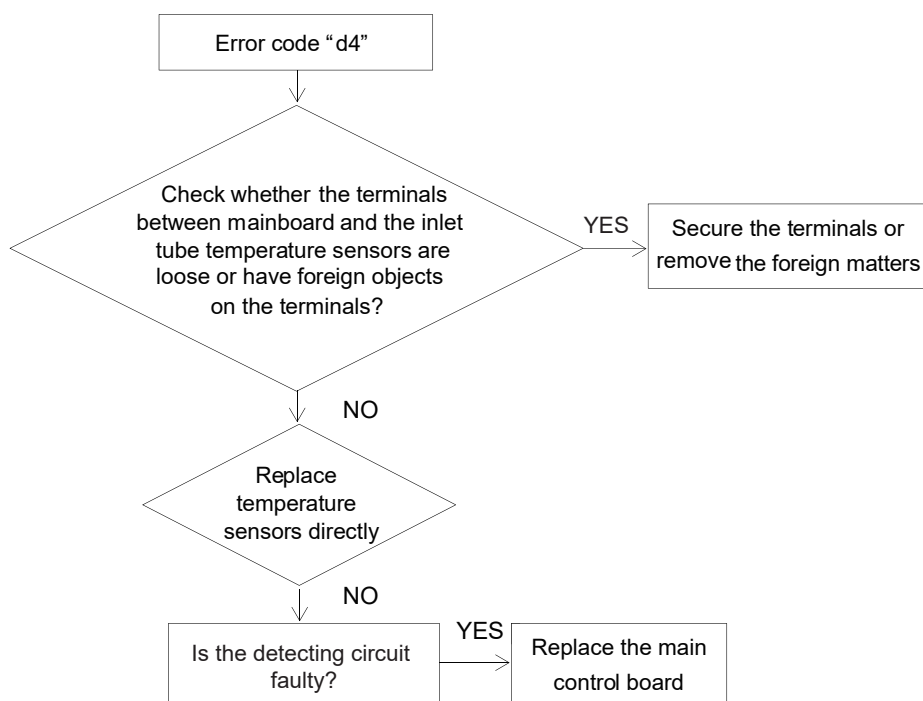 Error code “d4”
Check whether the terminals
between mainboard and the inlet
tube temperature sensors are
loose or have foreign objects
on the terminals?
YES
Secure the terminals or
remove the foreign matters
NO
Replace
temperature
sensors directly
NO
Is the detecting circuit
faulty?
YES
Replace the main
control board